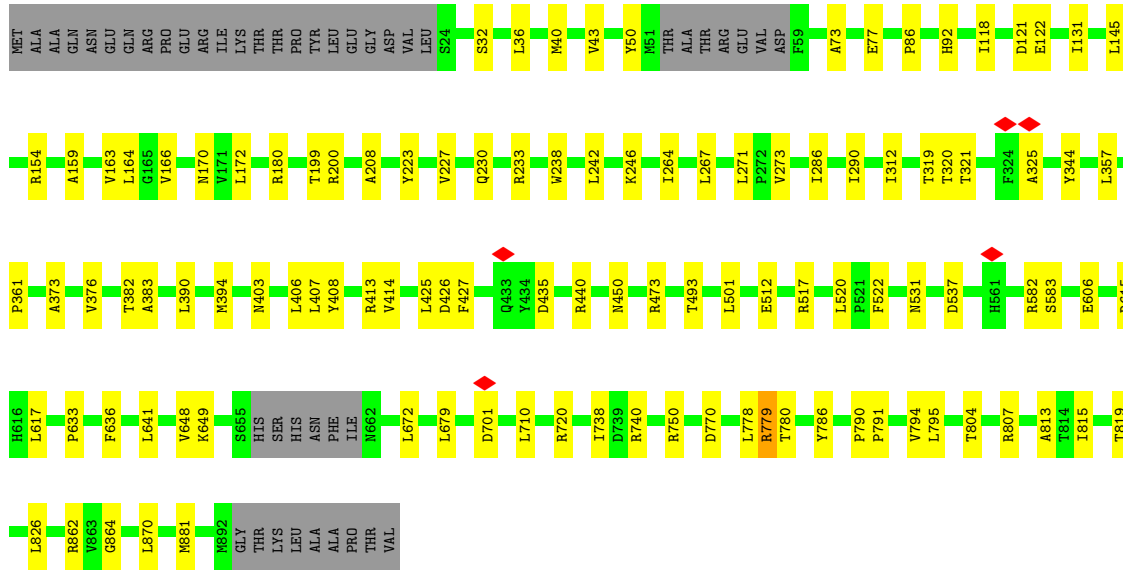 MET ALA ALA GLN ASN GLU GLN ARG PRO GLU ARG ILE LYS THR THR PRO TYR LEU GLU GLY ASP VAL LEU S24 S32 L36 M40 V43 Y50 M51 THR ALA THR ARG GLU VAL ASP F59 A73 E77 P86 H92 I118 D121 E122 I131 L145
R154 A159 V163 L164 G165 V166 N170 V171 L172 R180 T199 R200 A208 Y223 V227 Q230 R233 W238 L242 K246 I264 L267 L271 P272 V273 I286 I290 I312 T319 T320 T321 F324 A325 Y344 L357
P361 A373 V376 T382 A383 L390 M394 N403 L406 L407 Y408 R413 V414 L425 D426 F427 Q433 Y434 D435 R440 N450 R473 T493 L501 E512 R517 L520 P521 F522 N531 D537 H561 R582 S583 E606
H616 L617 P633 F636 L641 V648 K649 S655 HIS SER HIS ASN PHE ILE N662 L672 L679 D701 L710 R720 I738 D739 R740 R750 D770 L778 R779 T780 Y786 P790 P791 V794 L795 T804 R807 A813 T814 I815 T819
L826 R862 V863 G864 L870 M881 M892 GLY THR LYS LEU ALA ALA PRO THR VAL